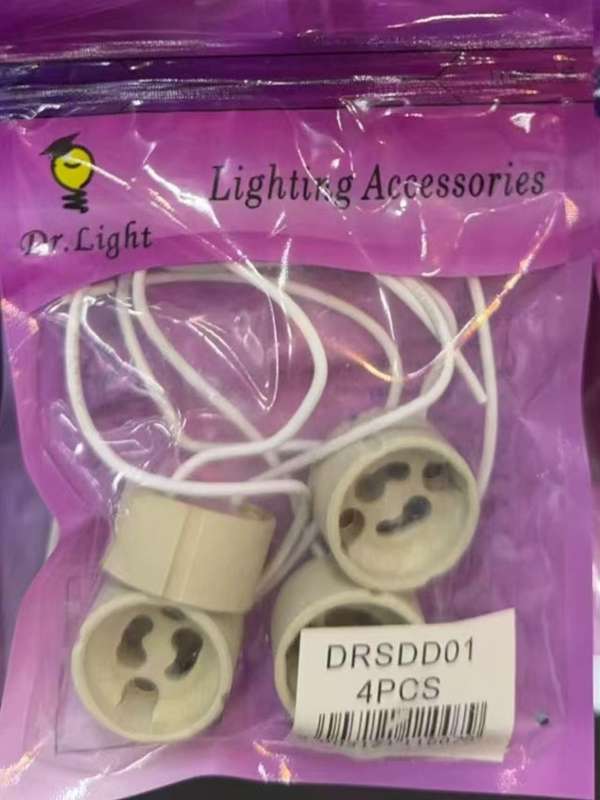 Lighting Accessories
Dr.Light
DRSDD01
4PCS